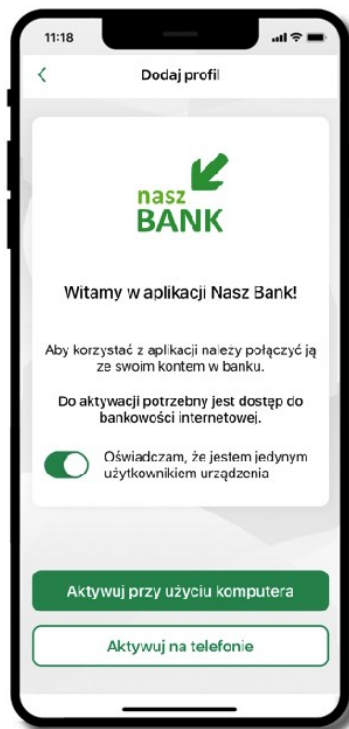 11:18
Dodaj profil
nasz
BANK
Witamy w aplikacji Nasz Bank!
Aby korzystać z aplikacji należy połączyć ją
ze swoim kontem w banku.
Do aktywacji potrzebny jest dostęp do
bankowości internetowej.
Oświadczam, że jestem jedynym
użytkownikiem urządzenia
Aktywuj przy użyciu komputera
Aktywuj na telefonie